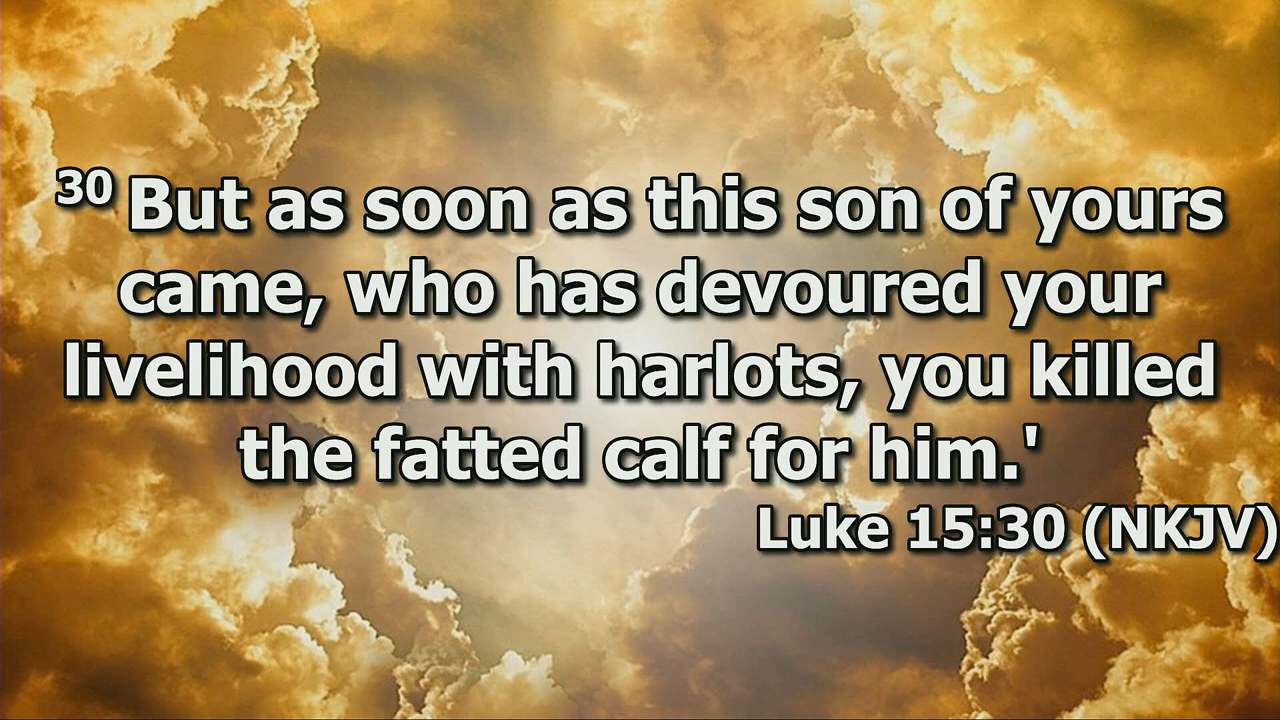 30 But as soon as this son of yours
came, who has devoured your
livelihood with harlots, you killed
the fatted calf for him.'
Luke 15:30 (NKJV)